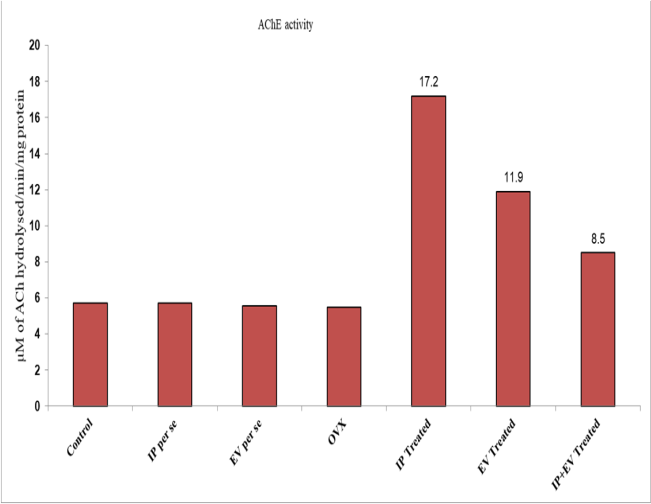 AChE activity
µM of ACh hydrolysed/min/mg protein
20
18
16
14
12
10
8
6
4
2
0
17.2
11.9
8.5
Control
IP per se
EV per se
OVX
IP Treated
EV Treated
IP+EV Treated